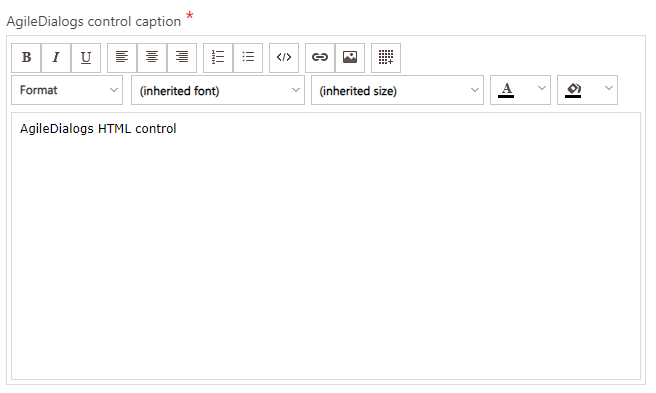 AgileDialogs control caption *
B I U
Format (inherited font) (inherited size) A
AgileDialogs HTML control